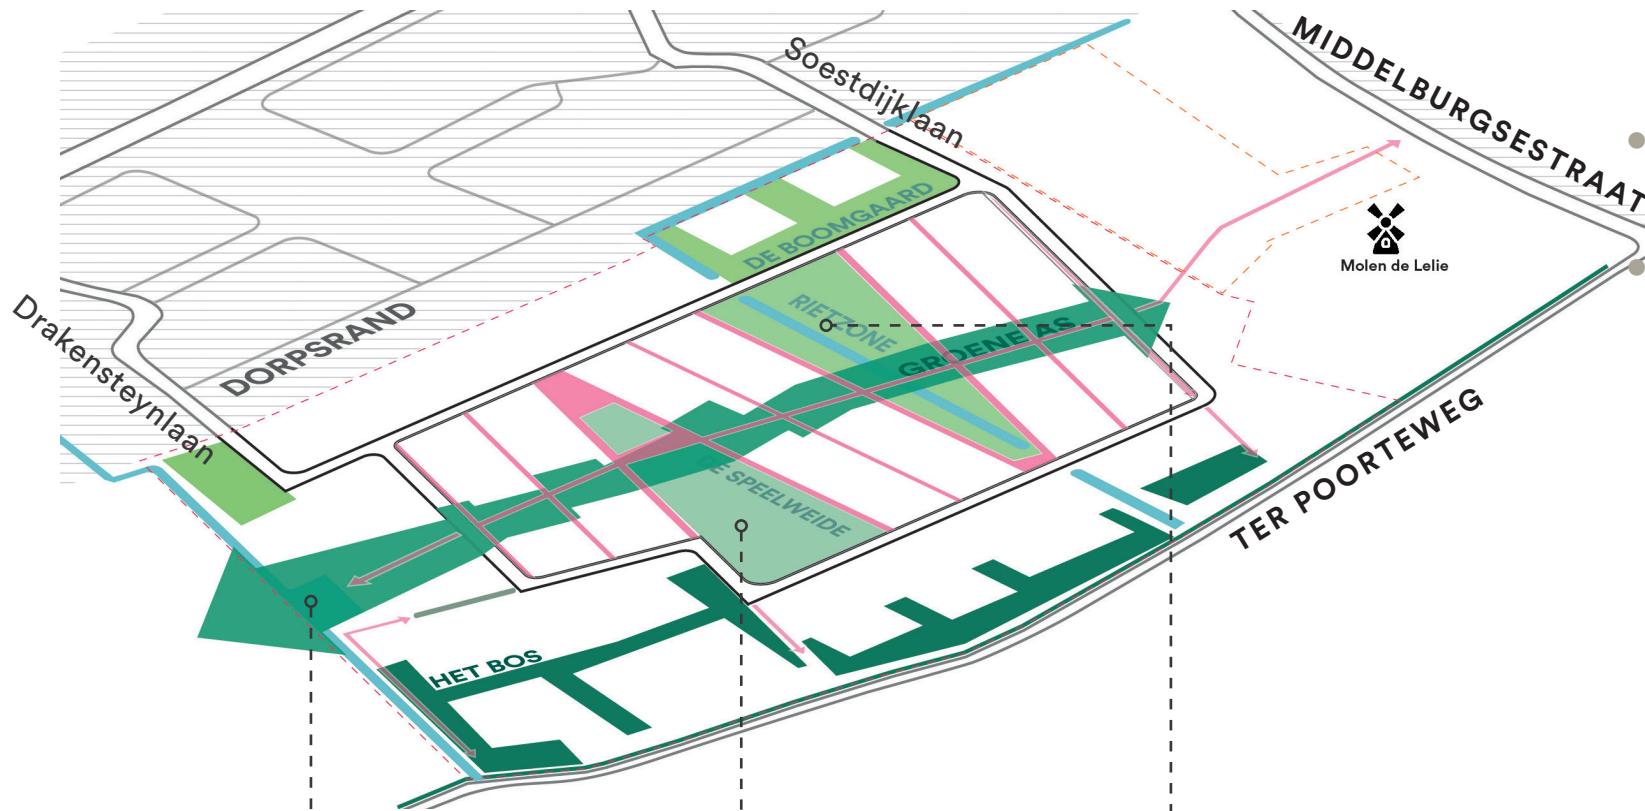 MIDDELBURGSESTRAAT
Soestdijklaan
DE BOOMGAARD
Molen de Lelie
Drakensteynlaan
DORPSRAND
RIETZONE
GROENE AS
TER POORTEWEG
DE SPEELWEIDE
HET BOS